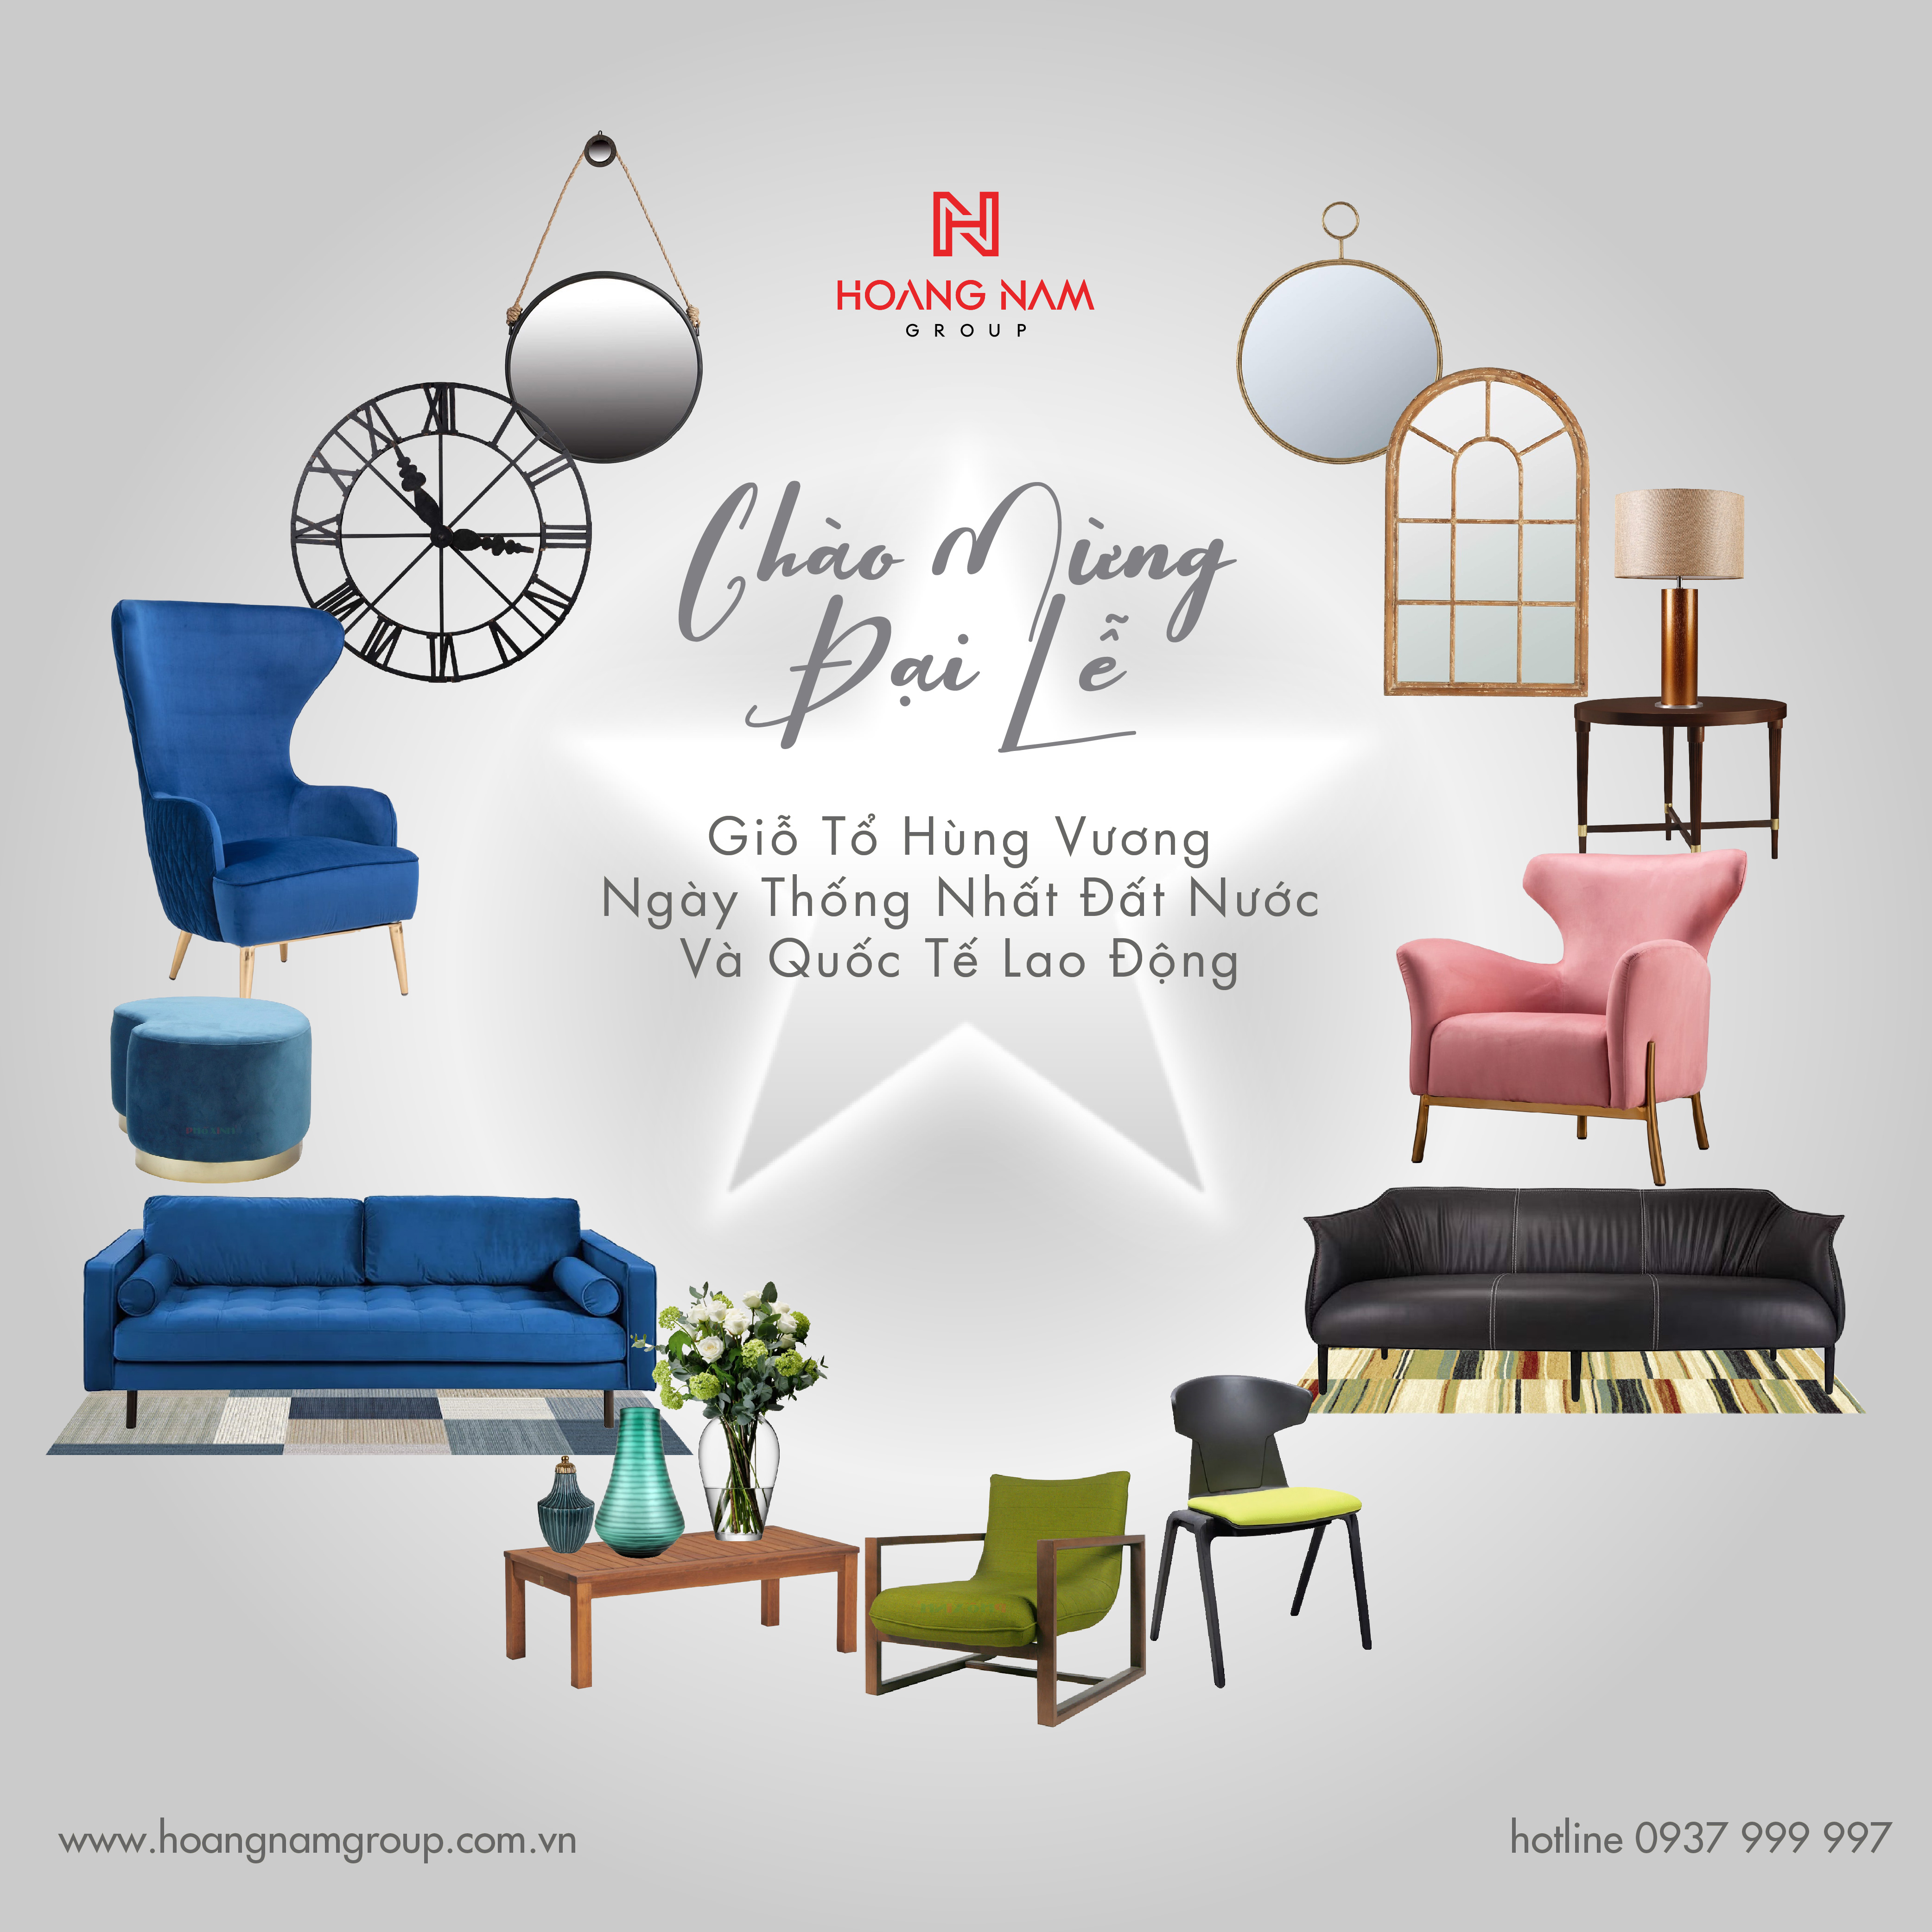 HOANG NAM
GROUP
Chào Mừng
Đại Lễ
Giỗ Tổ Hùng Vương
Ngày Thống Nhất Đất Nước
Và Quốc Tế Lao Động
www.hoangnamgroup.com.vn
hotline 0937 999 997